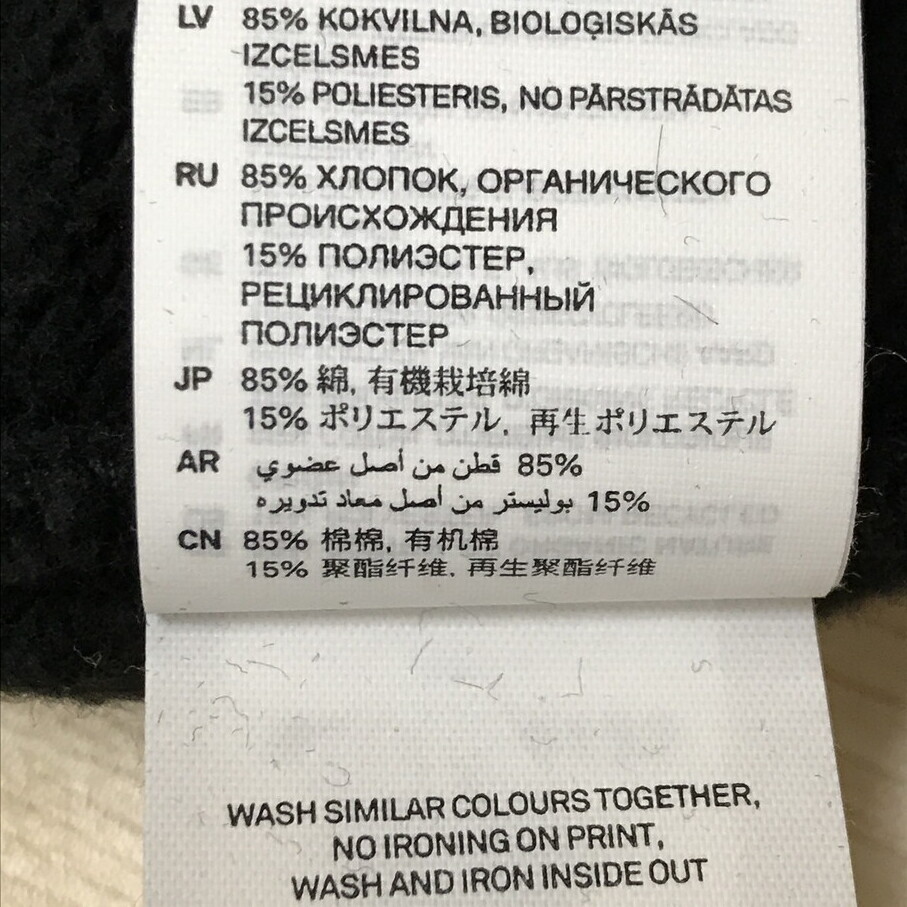 LV 85% KOKVILNA, BIOLOĢISKĀS
IZCELSMES
15% POLIESTERIS, NO PĀRSTRĀDĀTAS
IZCELSMES
RU 85% ХЛОПОК, ОРГАНИЧЕСКОГО
ПРОИСХОЖДЕНИЯ
15% ПОЛИЭСТЕР,
РЕЦИКЛИРОВАННЫЙ
ПОЛИЭСТЕР
JP 85% 綿, 有機栽培綿
15% ポリエステル, 再生ポリエステル
AR 85% قطن من أصل عضوي
15% بوليستر من أصل معاد تدويره
CN 85% 棉棉, 有机棉
15% 聚酯纤维, 再生聚酯纤维
WASH SIMILAR COLOURS TOGETHER,
NO IRONING ON PRINT,
WASH AND IRON INSIDE OUT